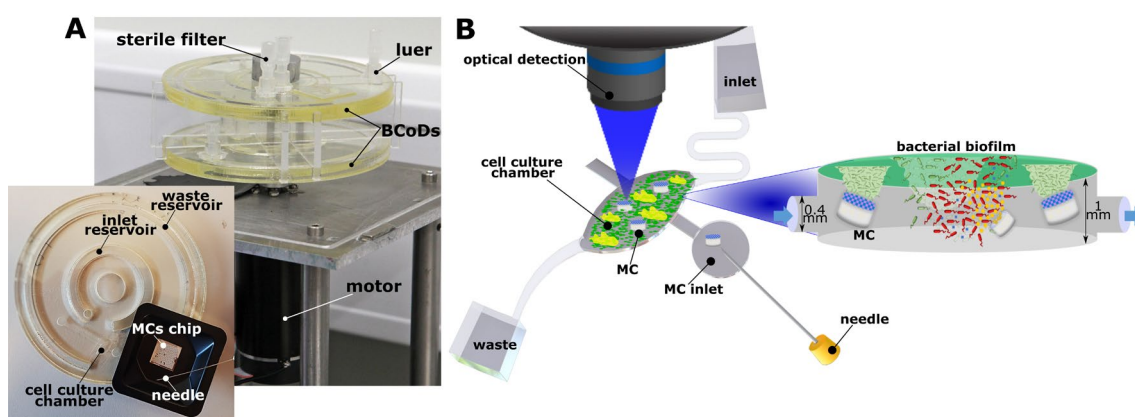 A
sterile filter
luer
BCoDs
waste
reservoir
inlet
reservoir
motor
MCs chip
cell culture
chamber
needle
B
optical detection
inlet
cell culture
chamber
MC
MC inlet
needle
waste
bacterial biofilm
0.4
mm
MC
1
mm